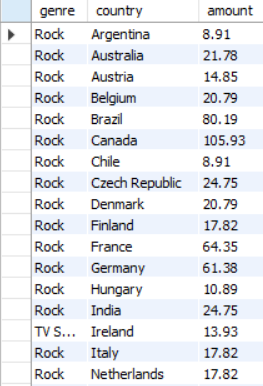 genre country amount
Rock Argentina 8.91
Rock Australia 21.78
Rock Austria 14.85
Rock Belgium 20.79
Rock Brazil 80.19
Rock Canada 105.93
Rock Chile 8.91
Rock Czech Republic 24.75
Rock Denmark 20.79
Rock Finland 17.82
Rock France 64.35
Rock Germany 61.38
Rock Hungary 10.89
Rock India 24.75
TV S... Ireland 13.93
Rock Italy 17.82
Rock Netherlands 17.82